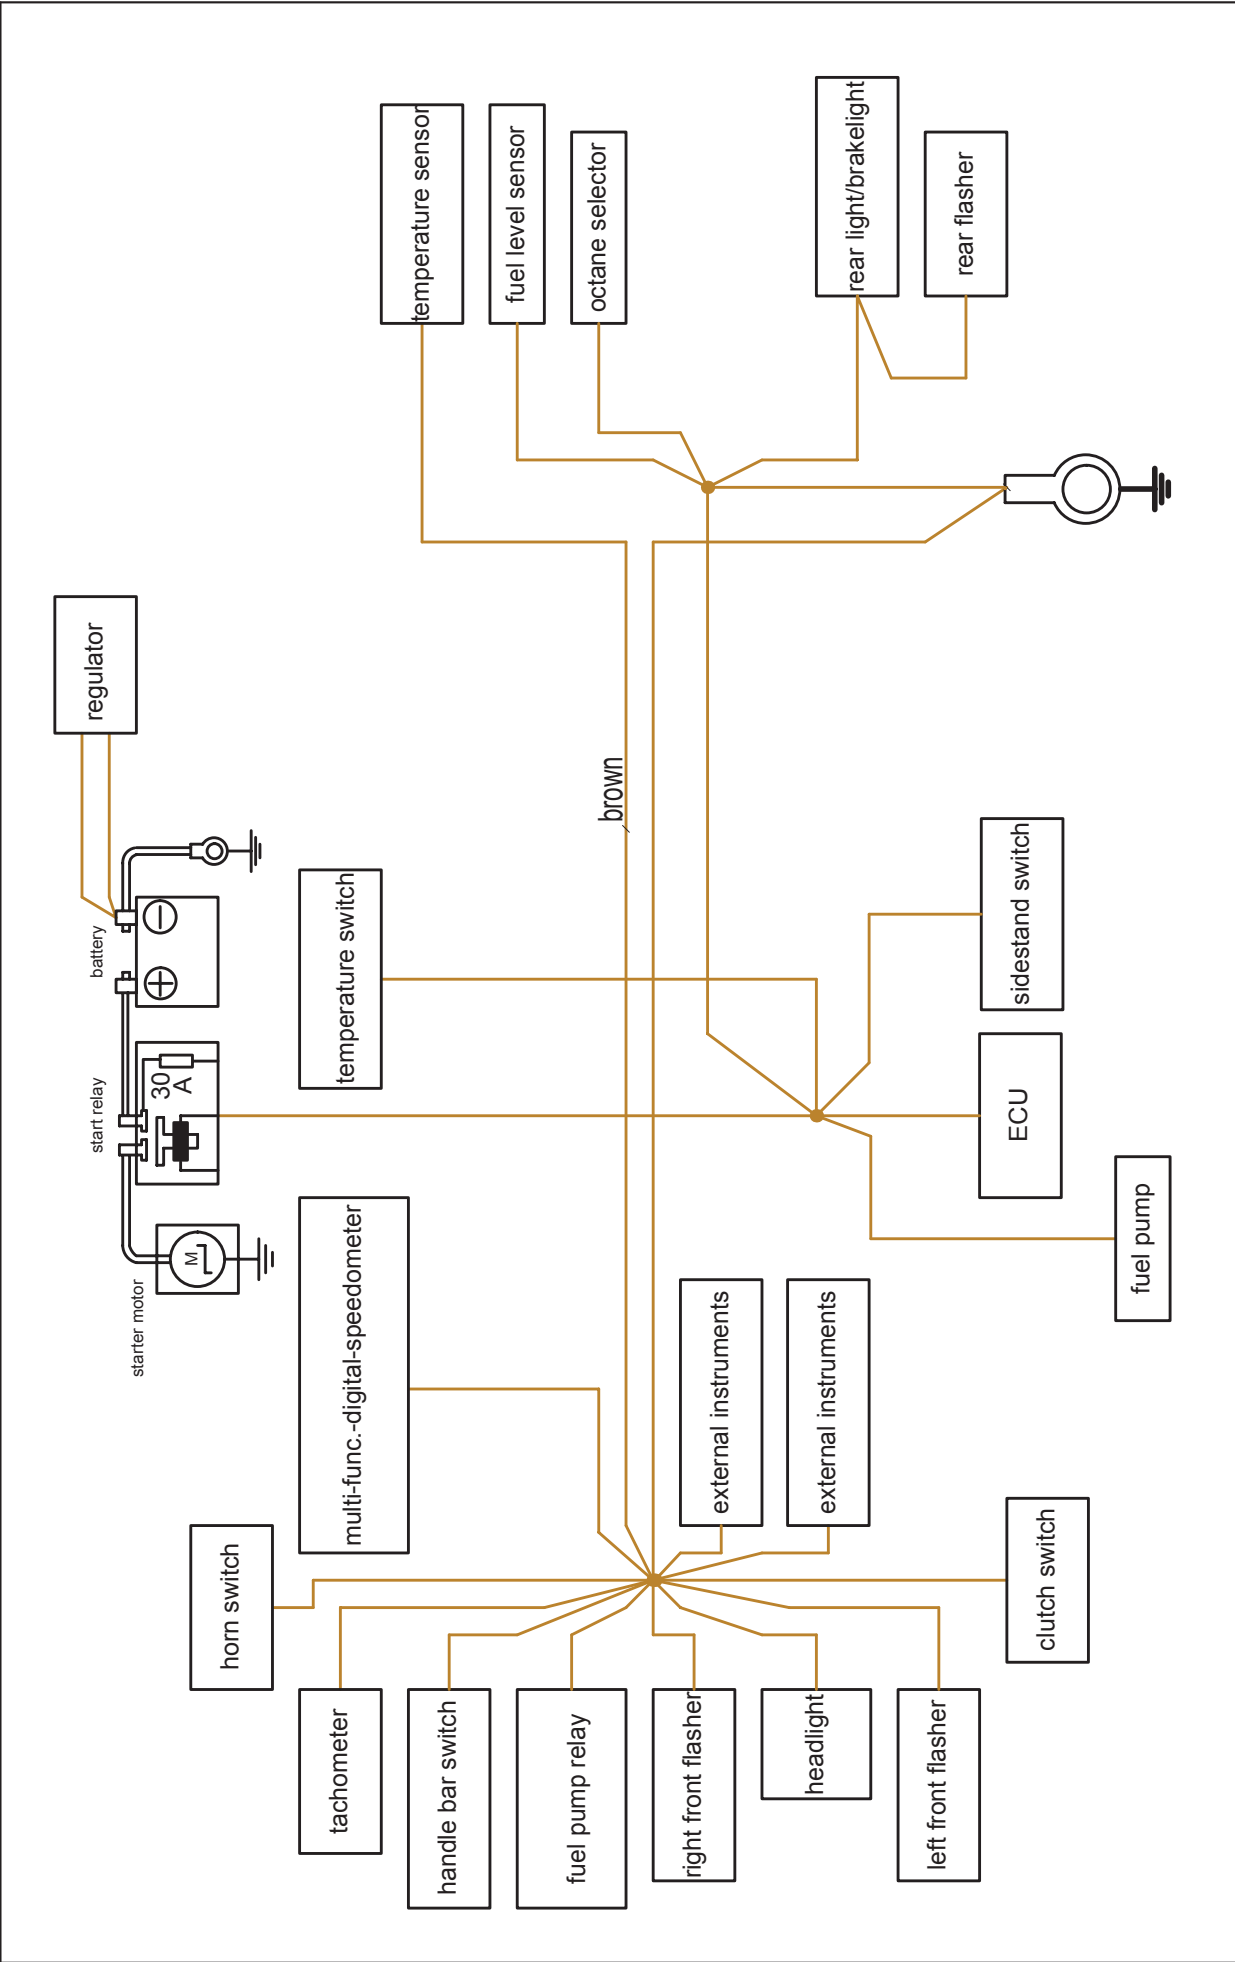 starter motor
M
start relay
30
A
battery
regulator
horn switch
multi-func.-digital-speedometer
temperature switch
temperature sensor
tachometer
handle bar switch
fuel level sensor
fuel pump relay
octane selector
brown
right front flasher
external instruments
headlight
external instruments
rear light/brakelight
left front flasher
ECU
sidestand switch
rear flasher
clutch switch
fuel pump